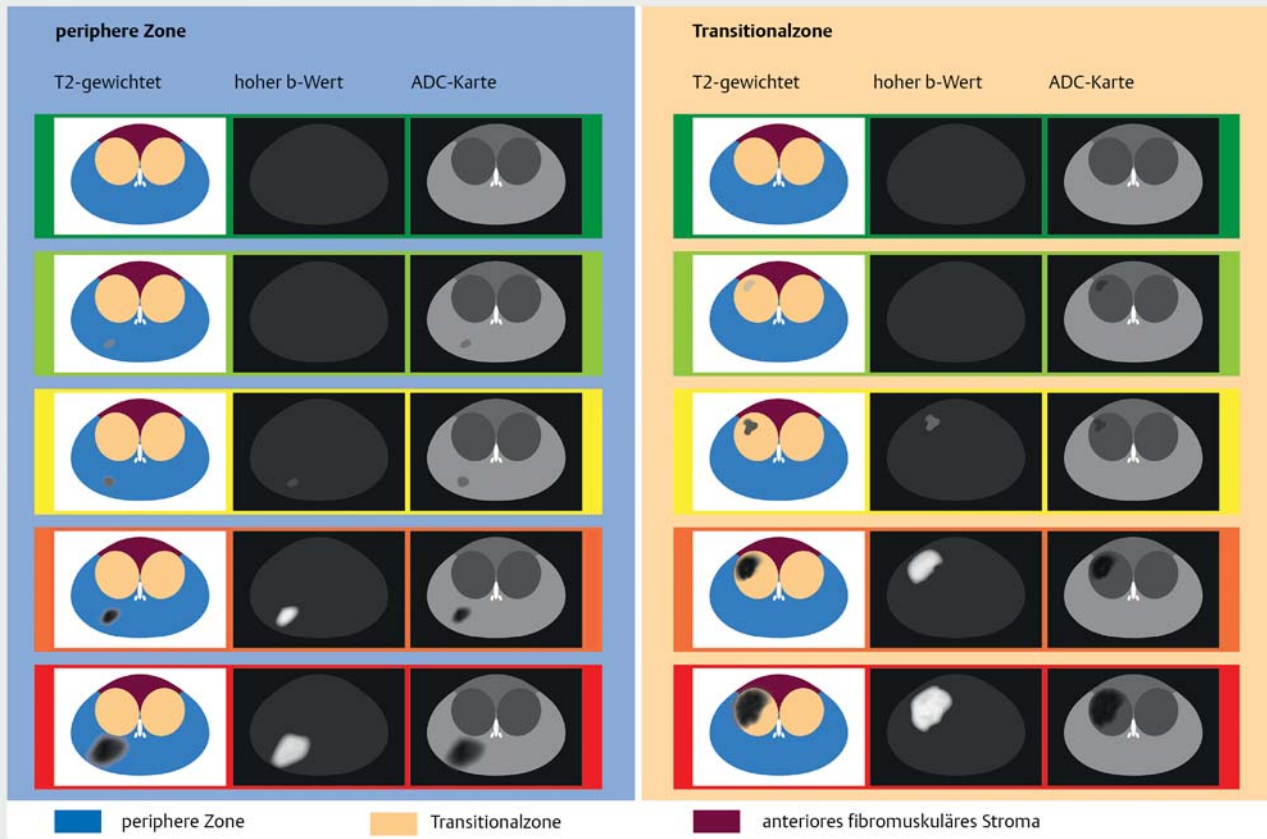 periphere Zone
T2-gewichtet hoher b-Wert ADC-Karte
Transitionalzone
T2-gewichtet hoher b-Wert ADC-Karte
periphere Zone
Transitionalzone
anteriores fibromuskuläres Stroma